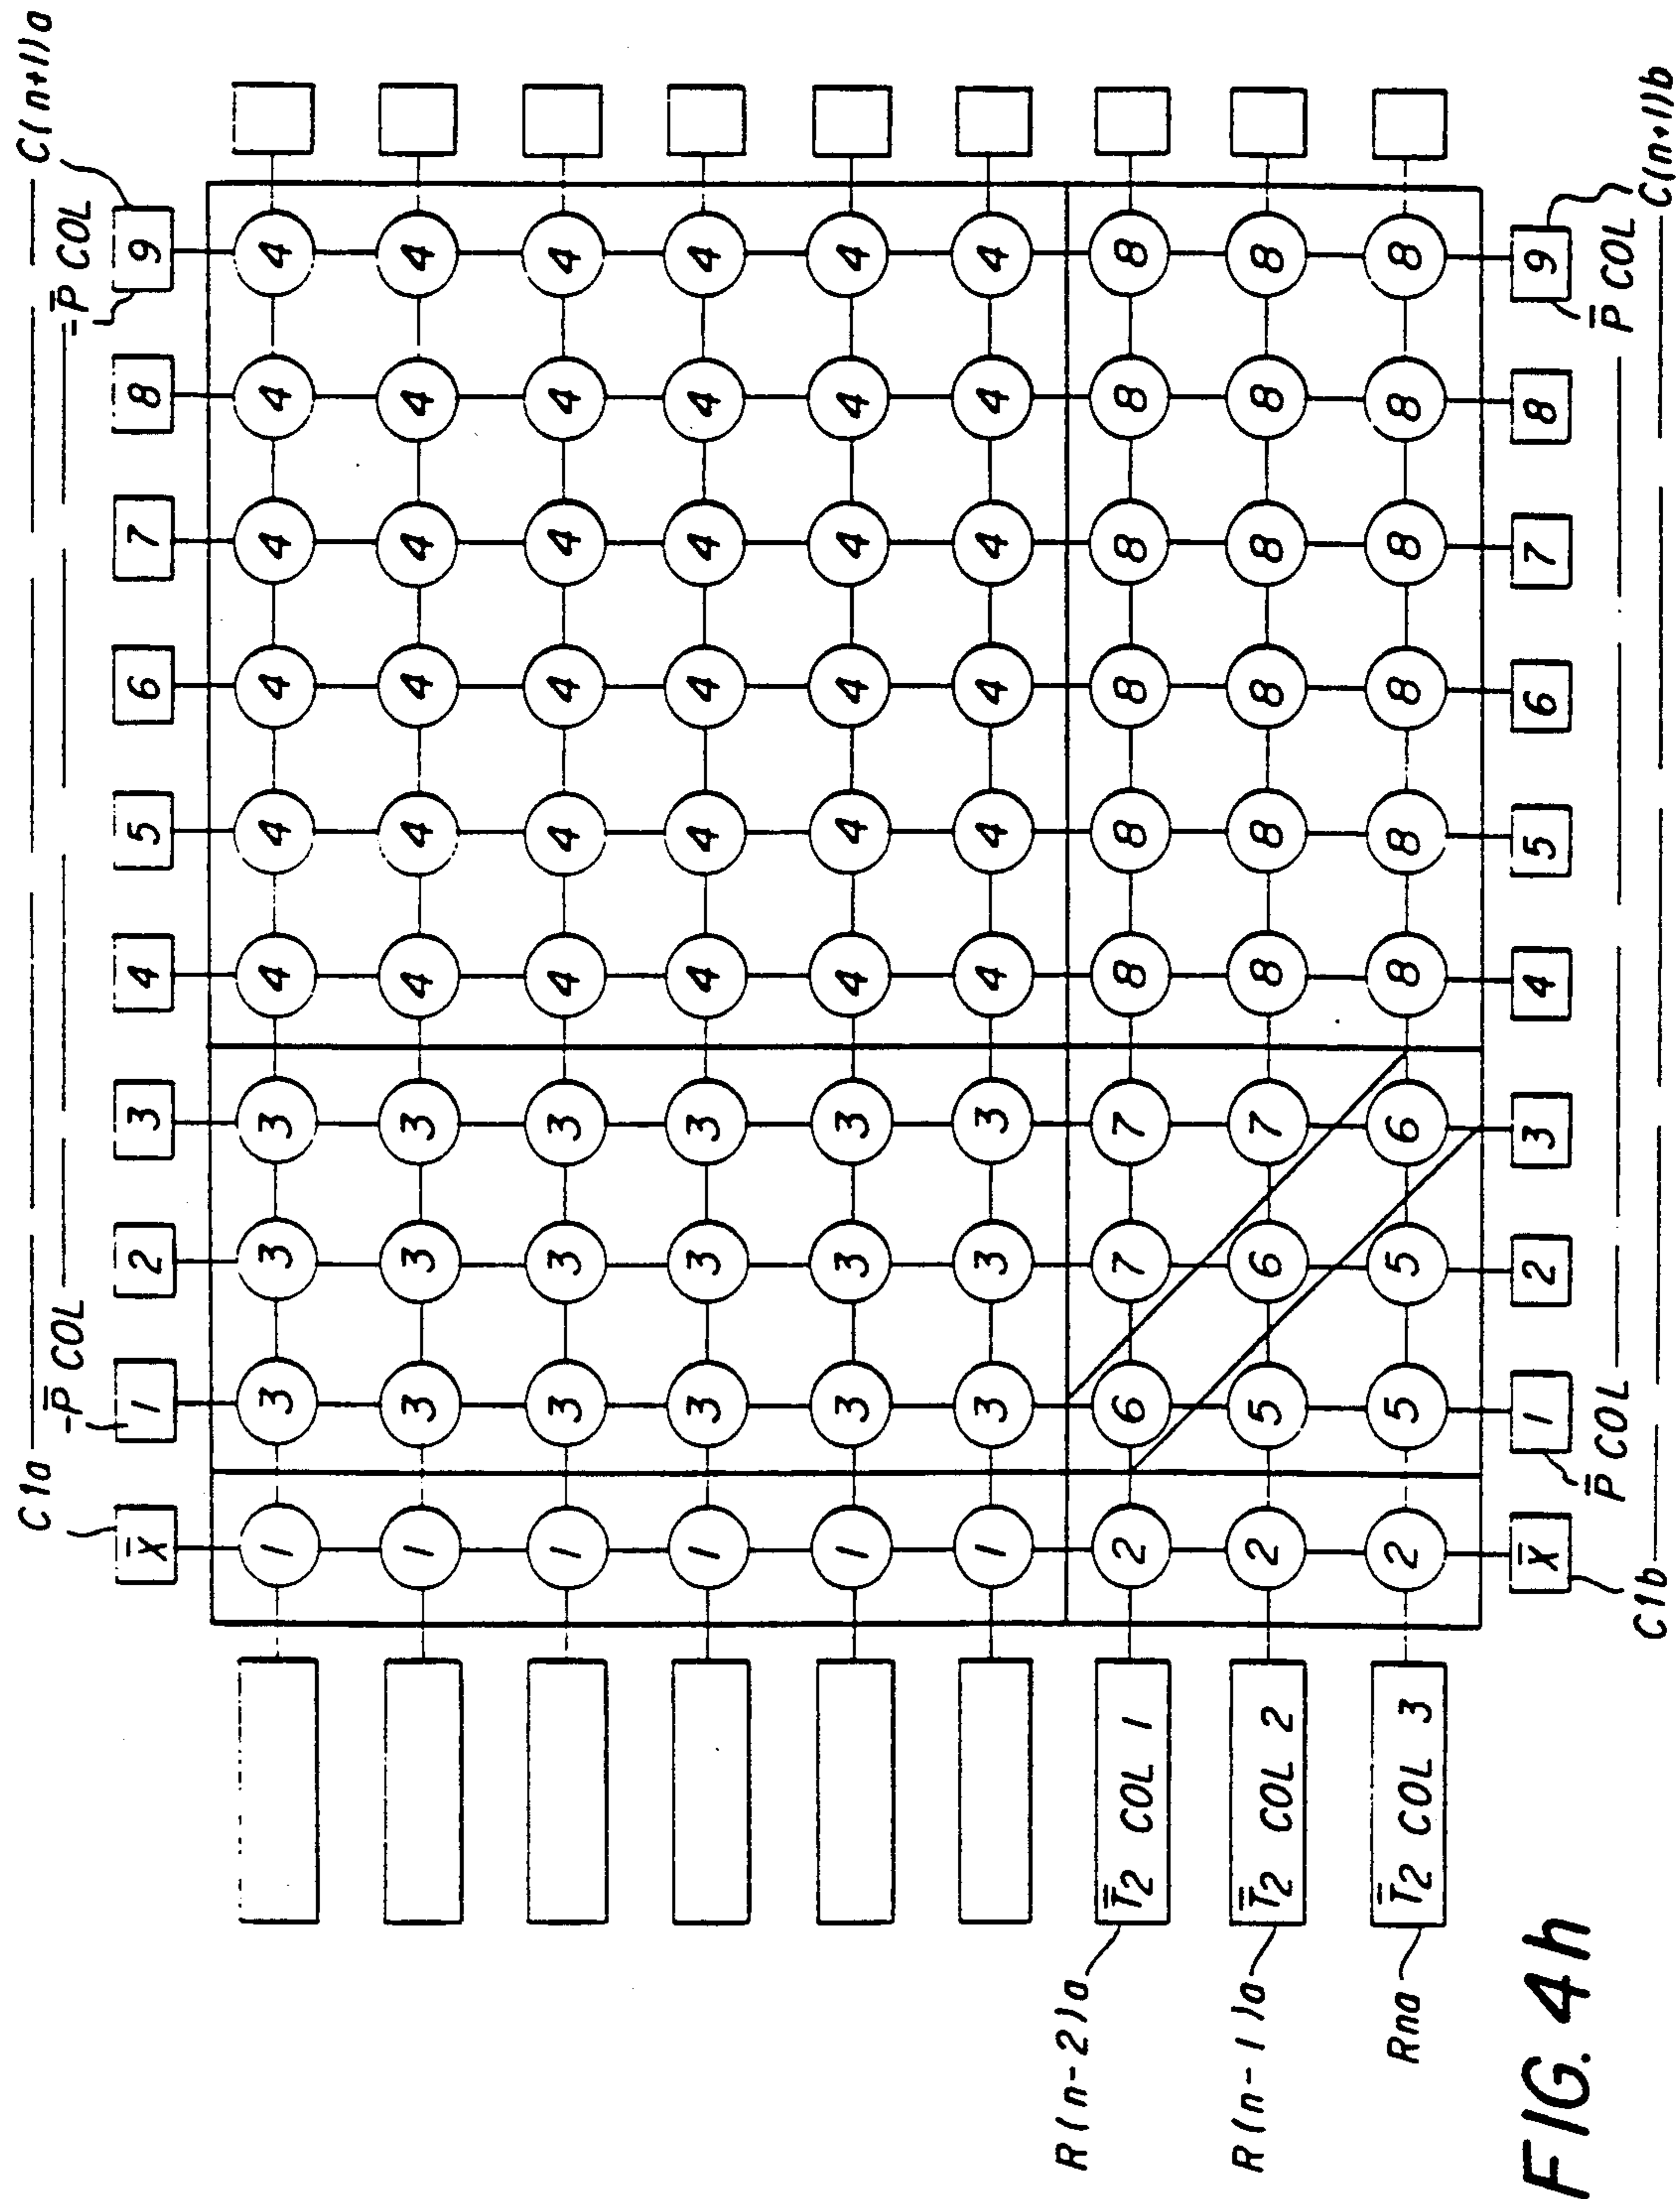 C1a C(n+1)a
P̄ COL P̄ COL
X̄ 1 2 3 4 5 6 7 8 9
1 3 3 3 4 4 4 4 4 4
1 3 3 3 4 4 4 4 4 4
1 3 3 3 4 4 4 4 4 4
1 3 3 3 4 4 4 4 4 4
1 3 3 3 4 4 4 4 4 4
1 3 3 3 4 4 4 4 4 4
R(n-2)a T̄2 COL 1 2 6 7 7 8 8 8 8 8 8
R(n-1)a T̄2 COL 2 2 5 6 7 8 8 8 8 8 8
Rna T̄2 COL 3 2 5 5 6 8 8 8 8 8 8
X̄ 1 2 3 4 5 6 7 8 9
P̄ COL P̄ COL
C1b C(n+1)b
FIG. 4h